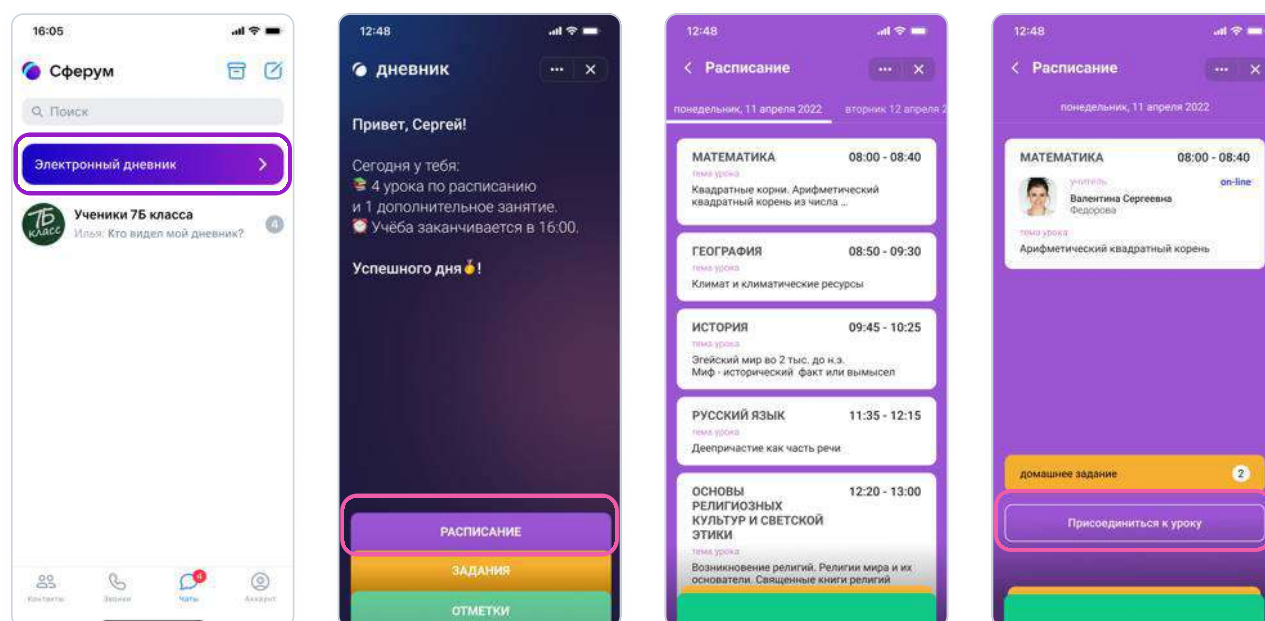 16:05
Сферум
Поиск
Электронный дневник
Ученики 7Б класса
Илья: Кто видел мой дневник?
4
7Б
класс
4
Контакты
Звонки
Чаты
Аккаунт
12:48
дневник
Привет, Сергей!
Сегодня у тебя:
4 урока по расписанию
и 1 дополнительное занятие.
Учёба заканчивается в 16:00.
Успешного дня!
РАСПИСАНИЕ
ЗАДАНИЯ
ОТМЕТКИ
12:48
Расписание
понедельник, 11 апреля 2022
вторник 12 апреля 2
МАТЕМАТИКА 08:00 - 08:40
тема урока
Квадратные корни. Арифметический
квадратный корень из числа ...
ГЕОГРАФИЯ 08:50 - 09:30
тема урока
Климат и климатические ресурсы
ИСТОРИЯ 09:45 - 10:25
тема урока
Эгейский мир во 2 тыс. до н.э.
Миф - исторический факт или вымысел
РУССКИЙ ЯЗЫК 11:35 - 12:15
тема урока
Деепричастие как часть речи
ОСНОВЫ 12:20 - 13:00
РЕЛИГИОЗНЫХ
КУЛЬТУР И СВЕТСКОЙ
ЭТИКИ
тема урока
Возникновение религий. Религии мира и их
основатели. Священные книги религий
12:48
Расписание
понедельник, 11 апреля 2022
МАТЕМАТИКА 08:00 - 08:40
учитель on-line
Валентина Сергеевна
Федорова
тема урока
Арифметический квадратный корень
домашнее задание 2
Присоединиться к уроку